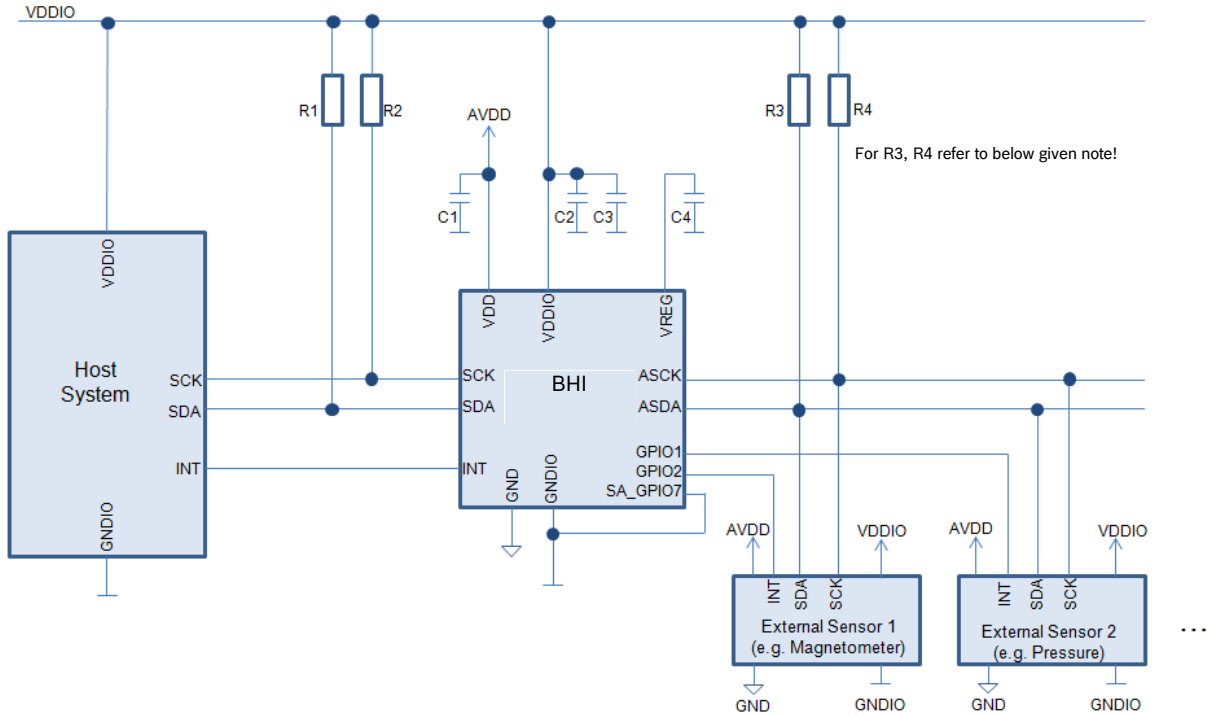 VDDIO
R1
R2
R3
R4
AVDD
For R3, R4 refer to below given note!
C1
C2
C3
C4
VDDIO
VDD
VDDIO
VREG
Host
System
SCK
SDA
INT
GNDIO
SCK
SDA
INT
BHI
ASCK
ASDA
GPIO1
GPIO2
SA_GPIO7
GND
GNDIO
AVDD
VDDIO
AVDD
VDDIO
INT
SDA
SCK
External Sensor 1
(e.g. Magnetometer)
INT
SDA
SCK
External Sensor 2
(e.g. Pressure)
...
GND
GNDIO
GND
GNDIO